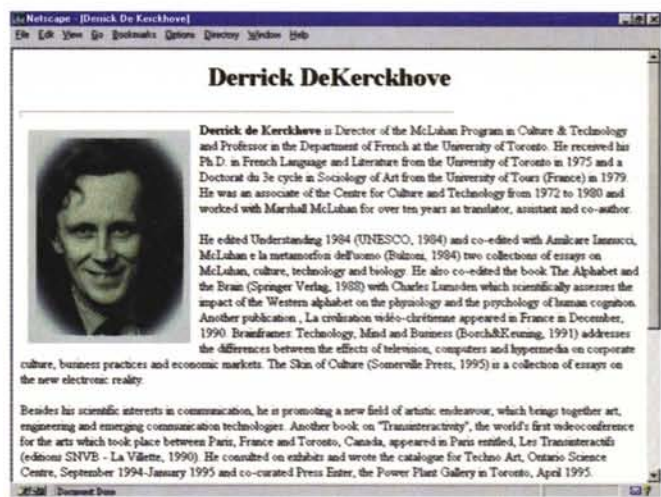 Netscape - [Derrick De Kerckhove]
File Edit View Go Bookmarks Options Directory Window Help
Derrick DeKerckhove
Derrick de Kerckhove is Director of the McLuhan Program in Culture & Technology
and Professor in the Department of French at the University of Toronto. He received his
Ph.D. in French Language and Literature from the University of Toronto in 1975 and a
Doctorat du 3e cycle in Sociology of Art from the University of Tours (France) in 1979.
He was an associate of the Centre for Culture and Technology from 1972 to 1980 and
worked with Marshall McLuhan for over ten years as translator, assistant and co-author.
He edited Understanding 1984 (UNESCO, 1984) and co-edited with Amilcare Iannucci,
McLuhan e la metamorfosi dell'uomo (Bulzoni, 1984) two collections of essays on
McLuhan, culture, technology and biology. He also co-edited the book The Alphabet and
the Brain (Springer Verlag, 1988) with Charles Lumsden which scientifically assesses the
impact of the Western alphabet on the physiology and the psychology of human cognition.
Another publication , La civilisation vidéo-chrétienne appeared in France in December,
1990. Brainframes: Technology, Mind and Business (Bosch&Keuning, 1991) addresses
the differences between the effects of television, computers and hypermedia on corporate
culture, business practices and economic markets. The Skin of Culture (Somerville Press, 1995) is a collection of essays on
the new electronic reality.
Besides his scientific interests in communication, he is promoting a new field of artistic endeavour, which brings together art,
engineering and emerging communication technologies. Another book on "Transinteractivity", the world's first videoconference
for the arts which took place between Paris, France and Toronto, Canada, appeared in Paris entitled, Les Transinteractifs
(editions SNVB - La Villette, 1990). He consulted on exhibits and wrote the catalogue for Techno Art, Ontario Science
Centre, September 1994-January 1995 and co-curated Press Enter, the Power Plant Gallery in Toronto, April 1995.
Document Done